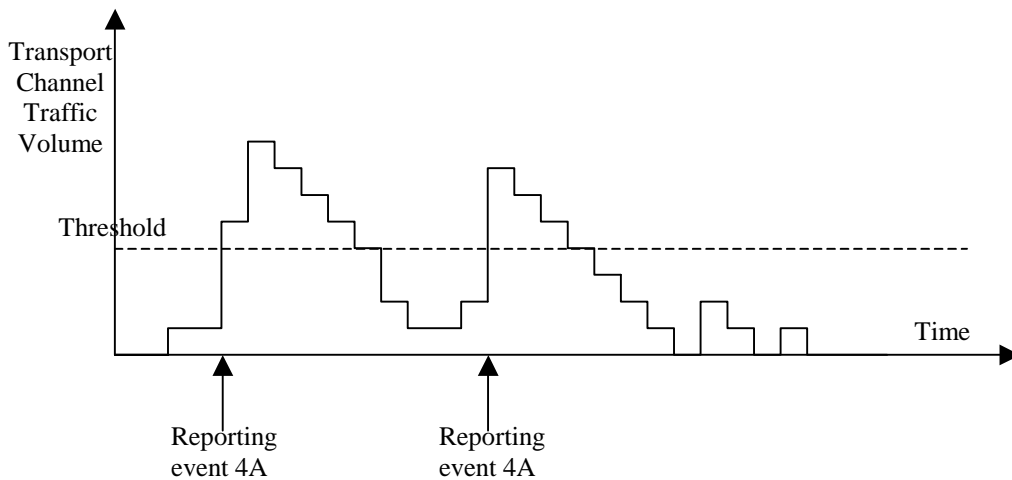 Transport
Channel
Traffic
Volume
Threshold
Time
Reporting
event 4A
Reporting
event 4A